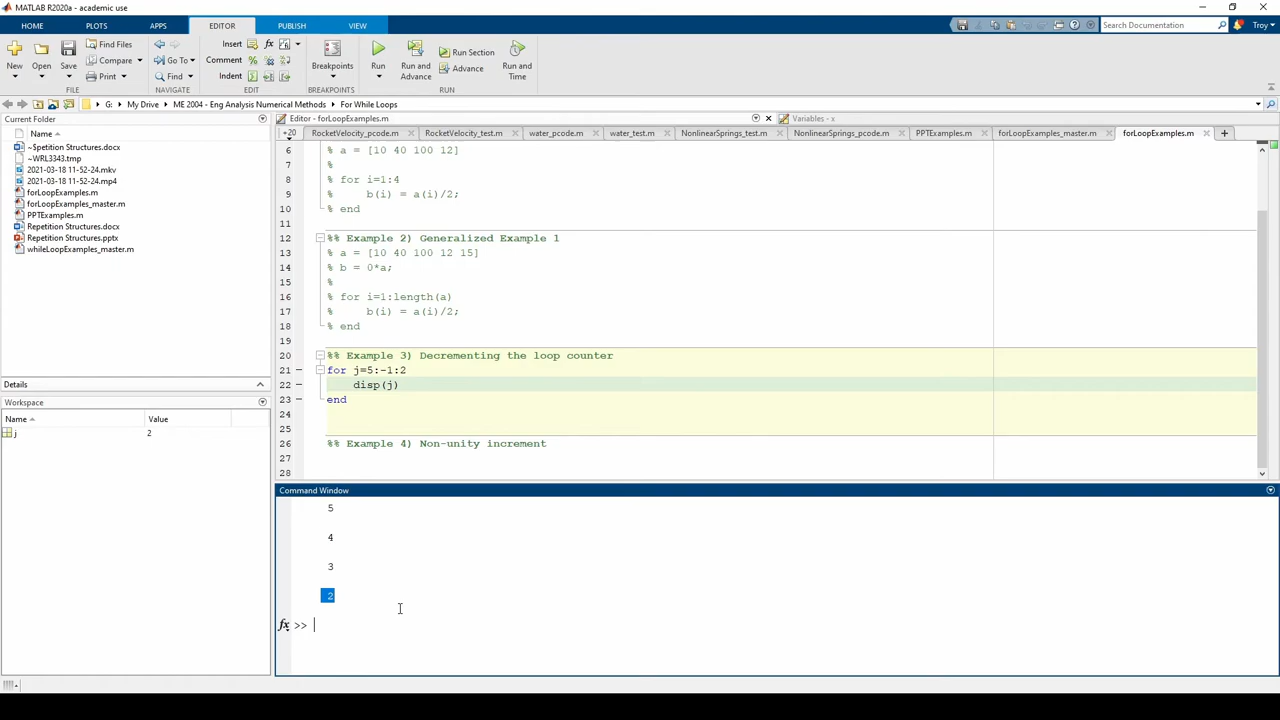 MATLAB R2020a - academic use
HOME PLOTS APPS EDITOR PUBLISH VIEW
Search Documentation Troy
New Open Save Find Files Compare Print
Go To Find
Insert Comment Indent fx
Breakpoints
Run Run and Advance Run Section Advance Run and Time
FILE NAVIGATE EDIT BREAKPOINTS RUN
G: My Drive ME 2004 - Eng Analysis Numerical Methods For While Loops
Current Folder
Name
~$petition Structures.docx
~WRL3343.tmp
2021-03-18 11-52-24.mkv
2021-03-18 11-52-24.mp4
forLoopExamples.m
forLoopExamples_master.m
PPTExamples.m
Repetition Structures.docx
Repetition Structures.pptx
whileLoopExamples_master.m
Details
Workspace
Name Value
j 2
Editor - forLoopExamples.m Variables - x
+20 RocketVelocity_pcode.m RocketVelocity_test.m water_pcode.m water_test.m NonlinearSprings_test.m NonlinearSprings_pcode.m PPTExamples.m forLoopExamples_master.m forLoopExamples.m
6 % a = [10 40 100 12]
7 %
8 % for i=1:4
9 %     b(i) = a(i)/2;
10 % end
11
12 %% Example 2) Generalized Example 1
13 % a = [10 40 100 12 15]
14 % b = 0*a;
15 %
16 % for i=1:length(a)
17 %     b(i) = a(i)/2;
18 % end
19
20 %% Example 3) Decrementing the loop counter
21 for j=5:-1:2
22     disp(j)
23 end
24
25
26 %% Example 4) Non-unity increment
27
28
Command Window
5
4
3
2
fx >>